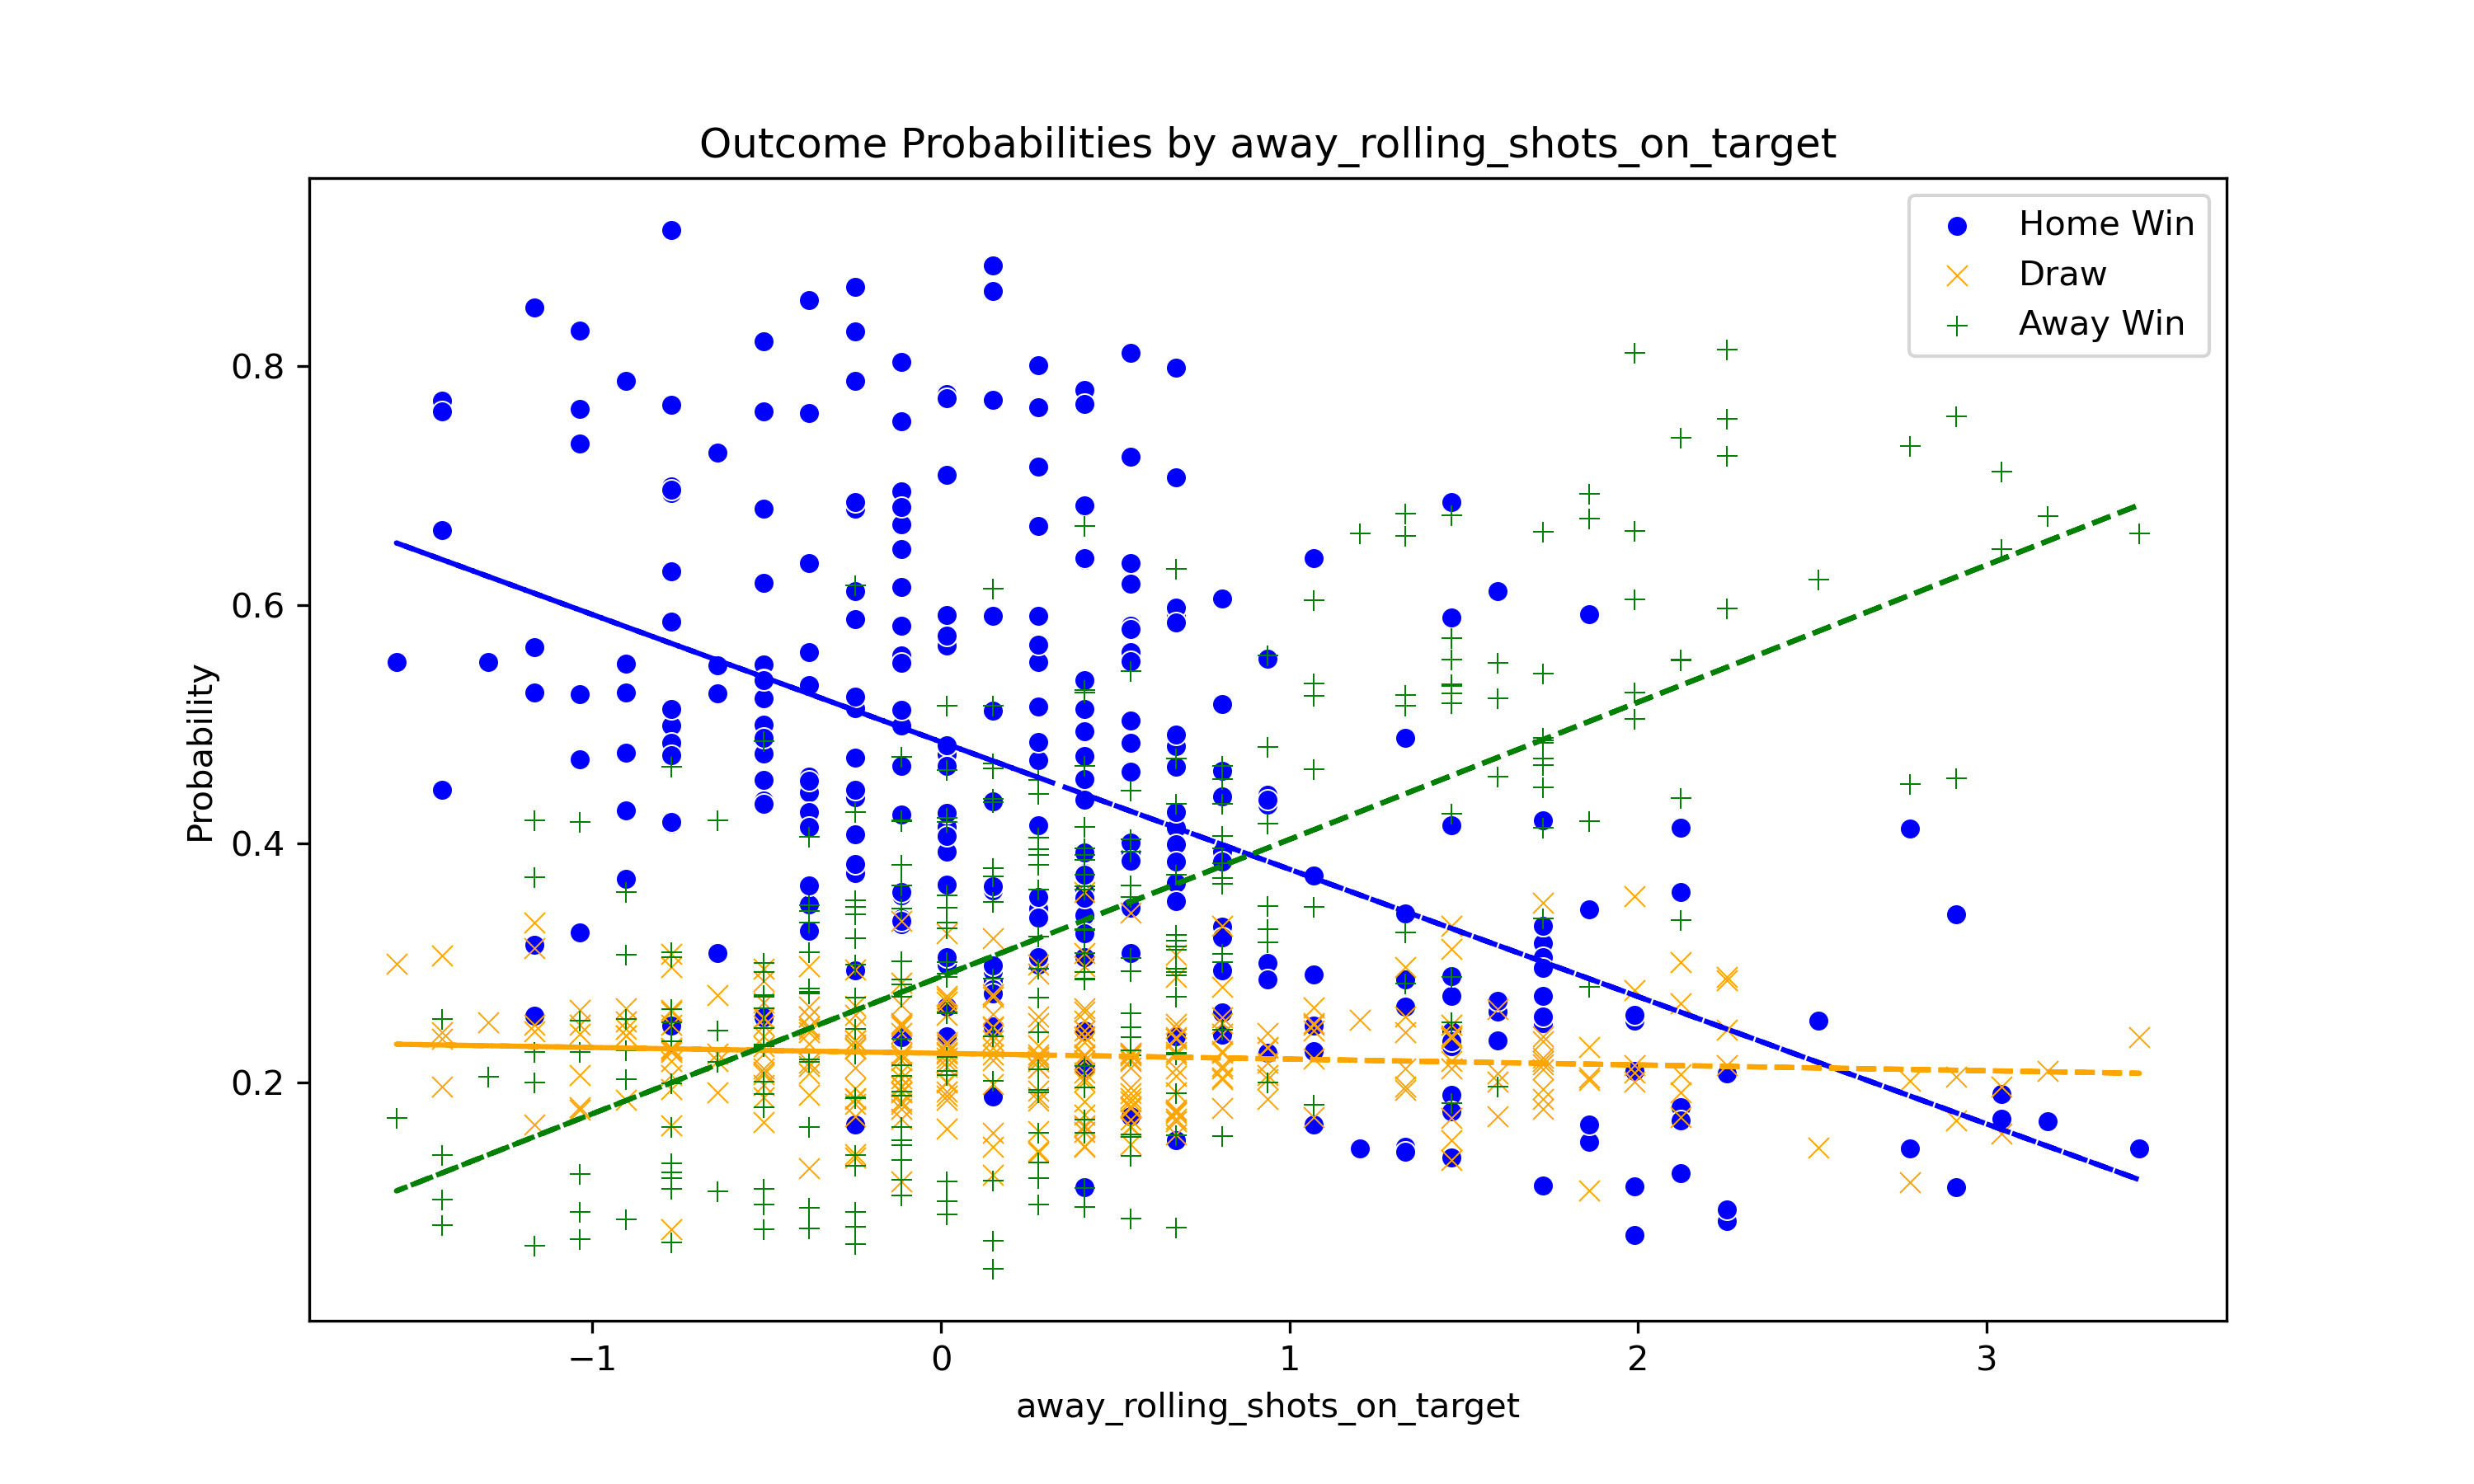 Outcome Probabilities by away_rolling_shots_on_target
Home Win
Draw
Away Win
Probability
0.8
0.6
0.4
0.2
−1 0 1 2 3
away_rolling_shots_on_target